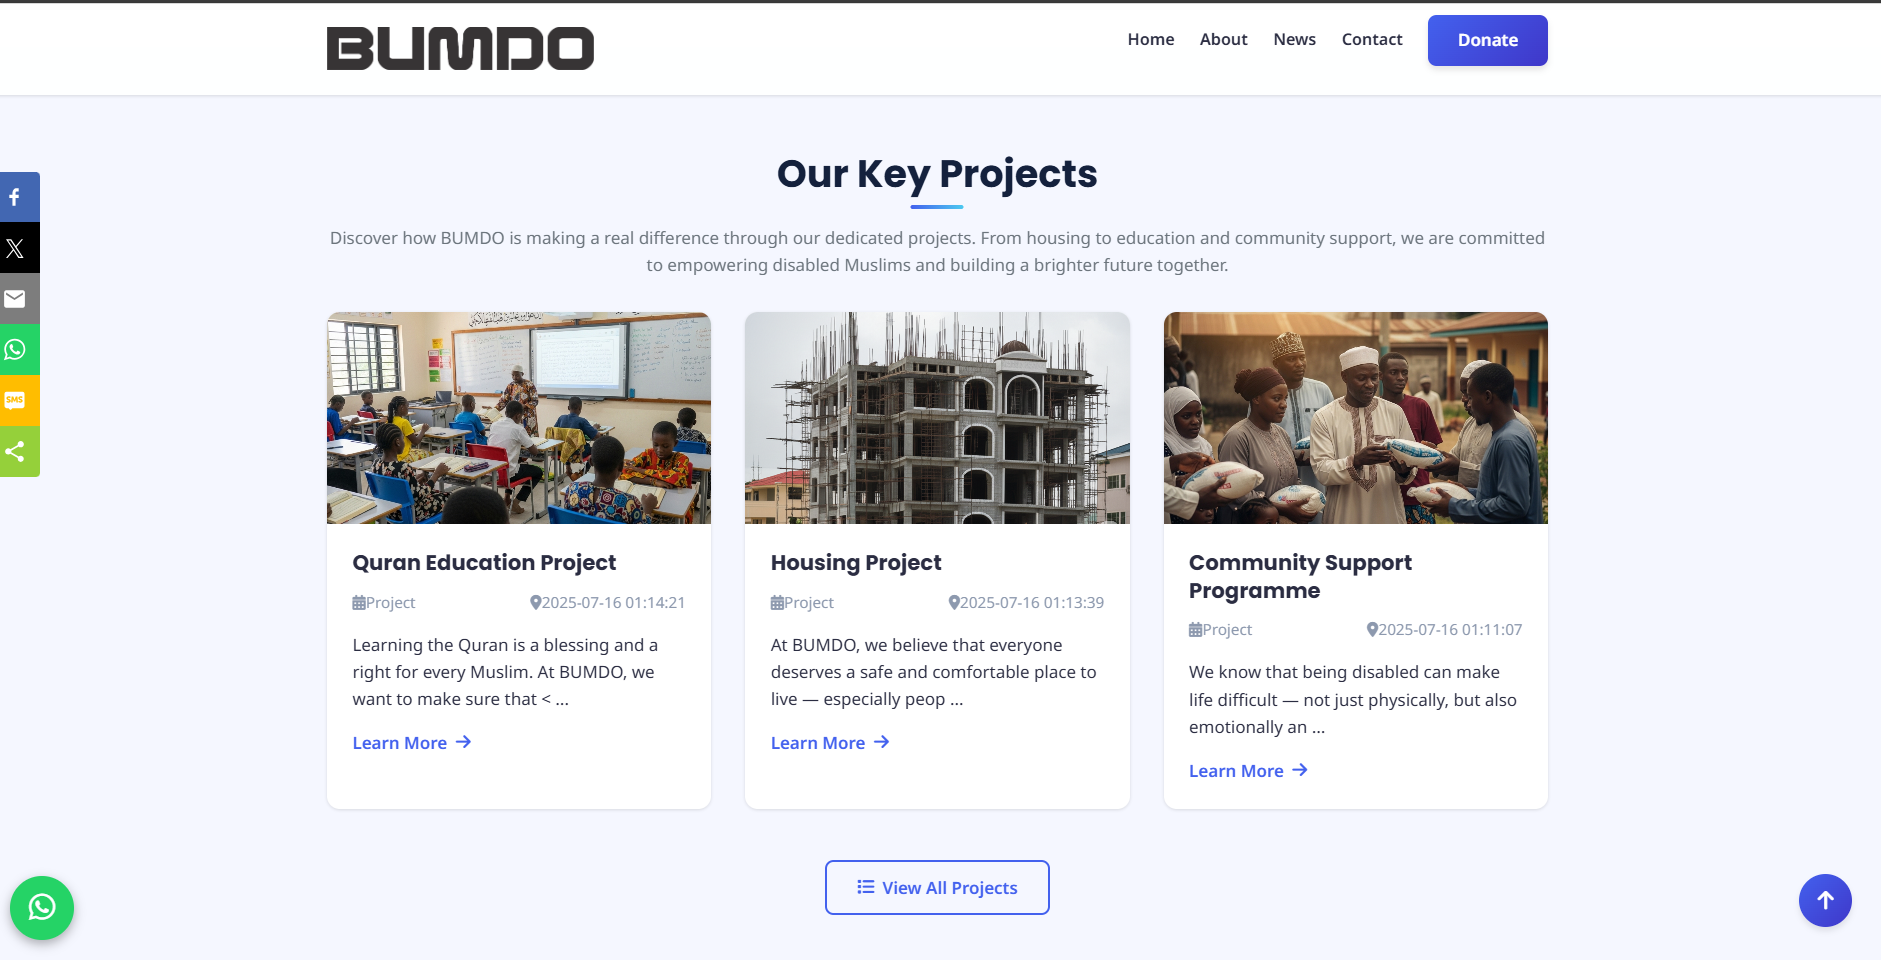 BUMDO
Home
About
News
Contact
Donate
Our Key Projects
Discover how BUMDO is making a real difference through our dedicated projects. From housing to education and community support, we are committed
to empowering disabled Muslims and building a brighter future together.
SMS
Quran Education Project
Project
2025-07-16 01:14:21
Learning the Quran is a blessing and a
right for every Muslim. At BUMDO, we
want to make sure that < ...
Learn More
Housing Project
Project
2025-07-16 01:13:39
At BUMDO, we believe that everyone
deserves a safe and comfortable place to
live — especially peop ...
Learn More
Community Support
Programme
Project
2025-07-16 01:11:07
We know that being disabled can make
life difficult — not just physically, but also
emotionally an ...
Learn More
View All Projects